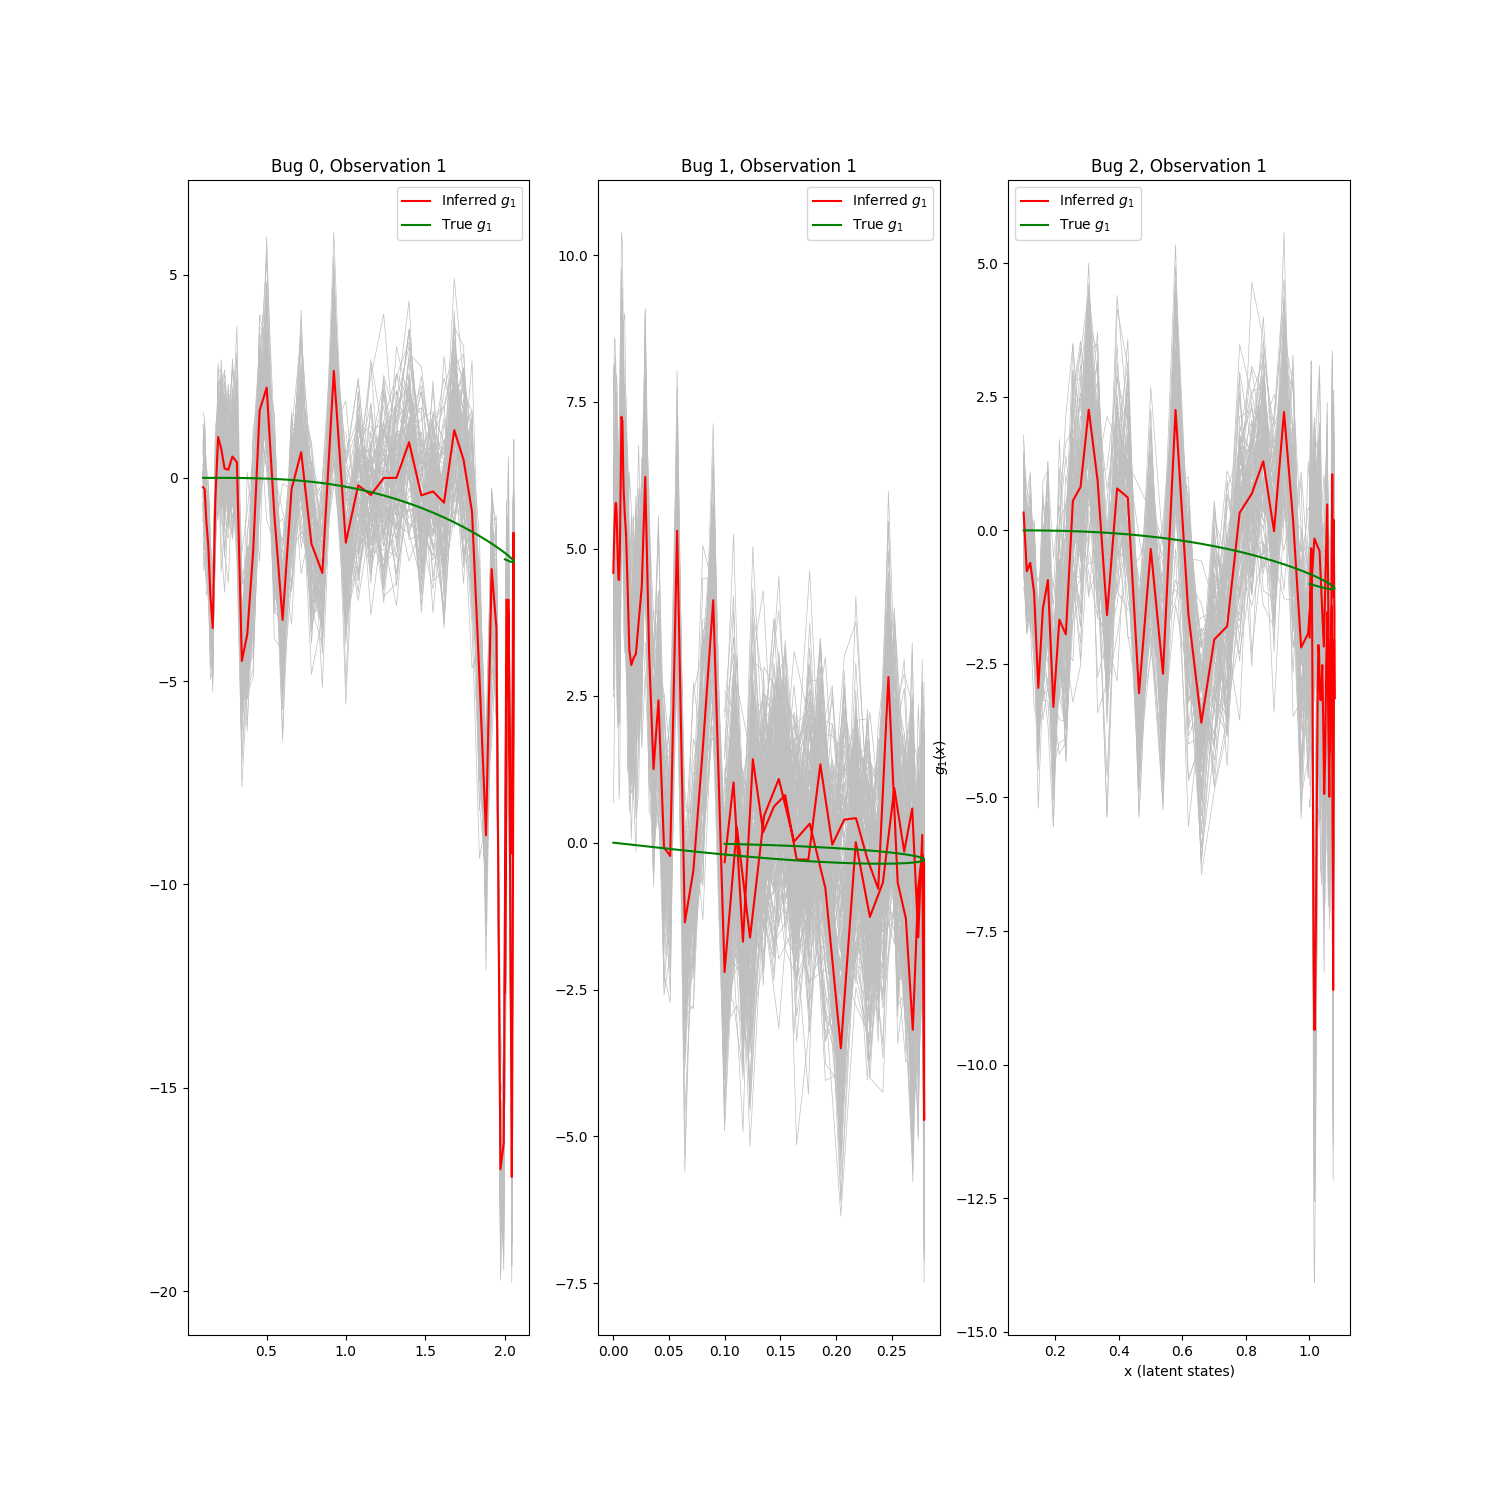 Bug 0, Observation 1
Inferred g₁
True g₁
5
0
−5
−10
−15
−20
0.5 1.0 1.5 2.0
Bug 1, Observation 1
Inferred g₁
True g₁
10.0
7.5
5.0
2.5
0.0
−2.5
−5.0
−7.5
0.00 0.05 0.10 0.15 0.20 0.25
Bug 2, Observation 1
Inferred g₁
True g₁
g₁(x)
5.0
2.5
0.0
−2.5
−5.0
−7.5
−10.0
−12.5
−15.0
0.2 0.4 0.6 0.8 1.0
x (latent states)